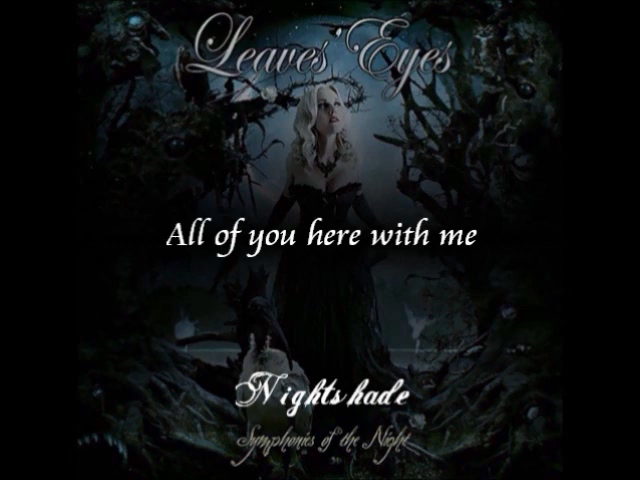 Leaves' Eyes
All of you here with me
Nightshade
Symphonies of the Night